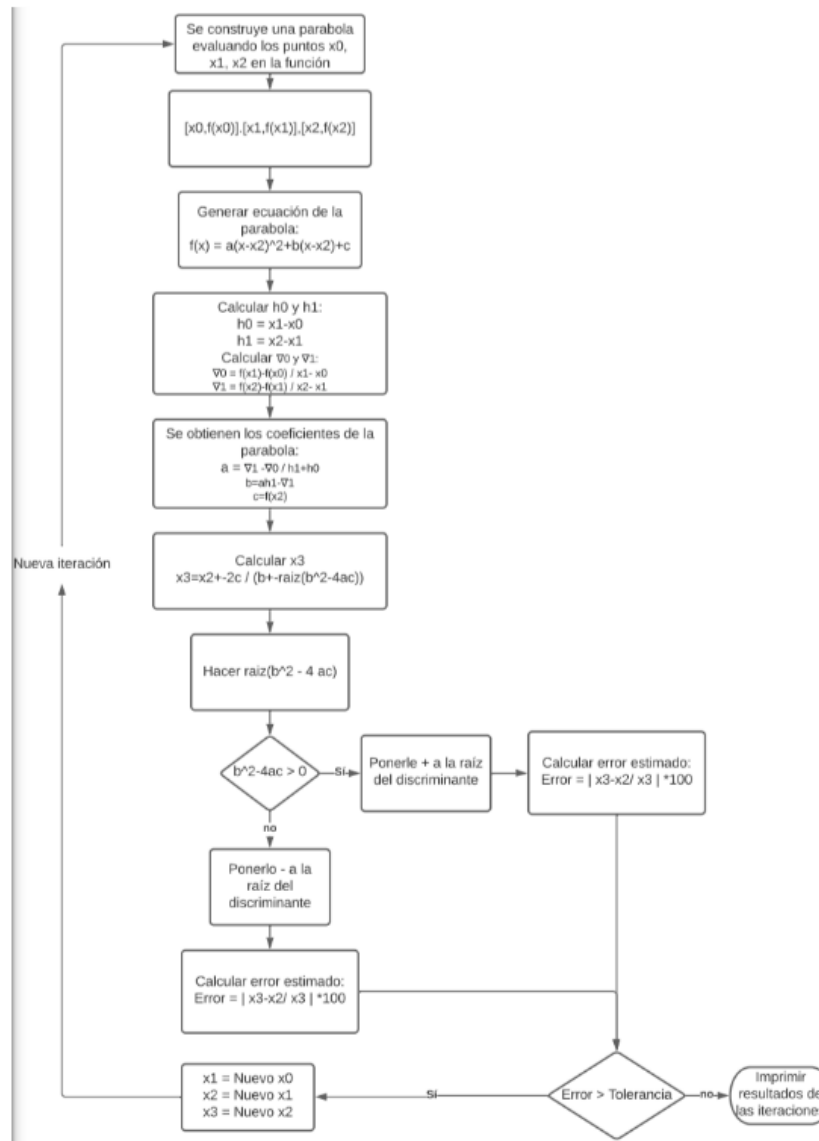 Se construye una parabola
evaluando los puntos x0,
x1, x2 en la función
[x0,f(x0)].[x1,f(x1)].[x2,f(x2)]
Generar ecuación de la
parabola:
f(x) = a(x-x2)^2+b(x-x2)+c
Calcular h0 y h1:
h0 = x1-x0
h1 = x2-x1
Calcular ∇0 y ∇1:
∇0 = f(x1)-f(x0) / x1- x0
∇1 = f(x2)-f(x1) / x2- x1
Se obtienen los coeficientes de la
parabola:
a = ∇1 -∇0 / h1+h0
b=ah1-∇1
c=f(x2)
Nueva iteración
Calcular x3
x3=x2+-2c / (b+-raiz(b^2-4ac))
Hacer raiz(b^2 - 4 ac)
b^2-4ac > 0
Sí
Ponerle + a la raíz
del discriminante
Calcular error estimado:
Error = | x3-x2/ x3 | *100
no
Ponerlo - a la
raíz del
discriminante
Calcular error estimado:
Error = | x3-x2/ x3 | *100
x1 = Nuevo x0
x2 = Nuevo x1
x3 = Nuevo x2
Sí
Error > Tolerancia
no
Imprimir
resultados de
las iteraciones